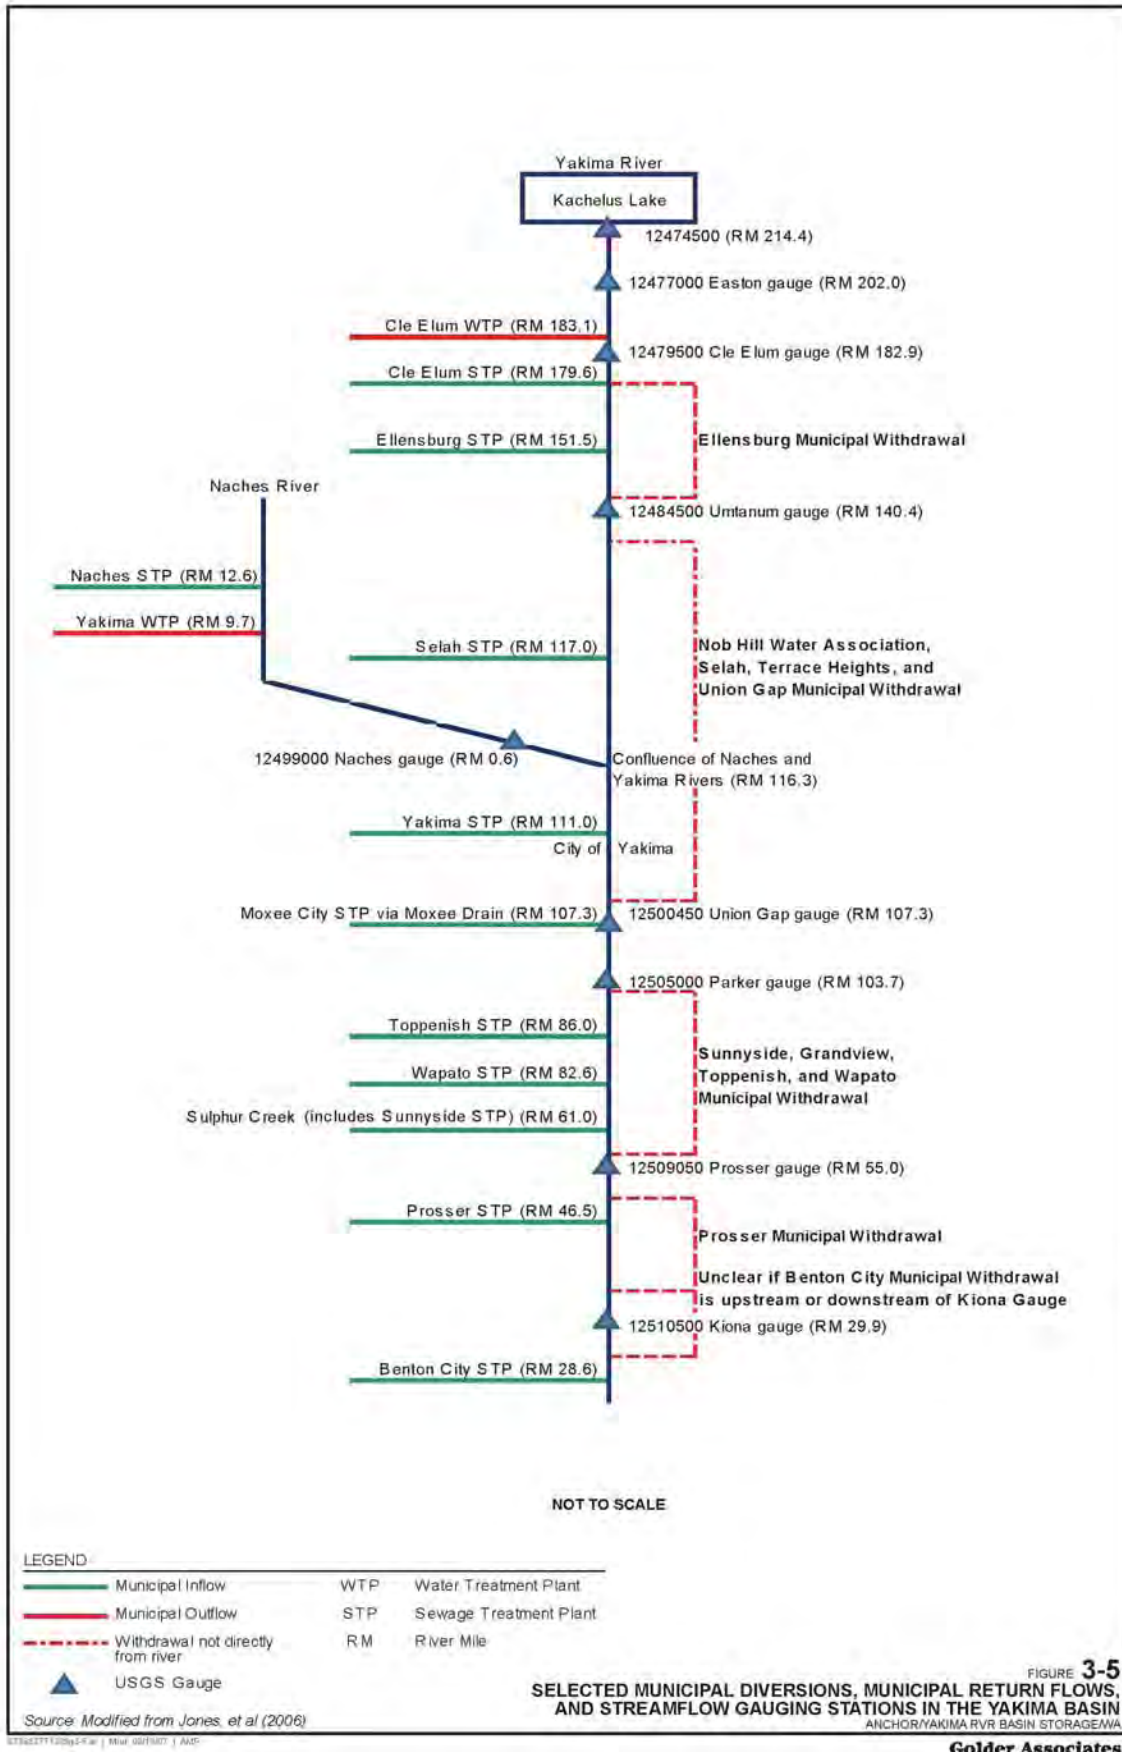 Yakima River
Kachelus Lake
12474500 (RM 214.4)
12477000 Easton gauge (RM 202.0)
Cle Elum WTP (RM 183.1)
12479500 Cle Elum gauge (RM 182.9)
Cle Elum STP (RM 179.6)
Ellensburg STP (RM 151.5)
Ellensburg Municipal Withdrawal
Naches River
12484500 Umtanum gauge (RM 140.4)
Naches STP (RM 12.6)
Yakima WTP (RM 9.7)
Selah STP (RM 117.0)
Nob Hill Water Association,
Selah, Terrace Heights, and
Union Gap Municipal Withdrawal
12499000 Naches gauge (RM 0.6)
Confluence of Naches and
Yakima Rivers (RM 116.3)
Yakima STP (RM 111.0)
City of Yakima
Moxee City STP via Moxee Drain (RM 107.3)
12500450 Union Gap gauge (RM 107.3)
12505000 Parker gauge (RM 103.7)
Toppenish STP (RM 86.0)
Wapato STP (RM 82.6)
Sulphur Creek (includes Sunnyside STP) (RM 61.0)
Sunnyside, Grandview,
Toppenish, and Wapato
Municipal Withdrawal
12509050 Prosser gauge (RM 55.0)
Prosser STP (RM 46.5)
Prosser Municipal Withdrawal
Unclear if Benton City Municipal Withdrawal
is upstream or downstream of Kiona Gauge
12510500 Kiona gauge (RM 29.9)
Benton City STP (RM 28.6)
NOT TO SCALE
LEGEND
Municipal Inflow
WTP Water Treatment Plant
Municipal Outflow
STP Sewage Treatment Plant
Withdrawal not directly
from river
RM River Mile
USGS Gauge
Source: Modified from Jones, et al (2006)
FIGURE 3-5
SELECTED MUNICIPAL DIVERSIONS, MUNICIPAL RETURN FLOWS,
AND STREAMFLOW GAUGING STATIONS IN THE YAKIMA BASIN
ANCHOR/YAKIMA RVR BASIN STORAGE/WA
Golder Associates